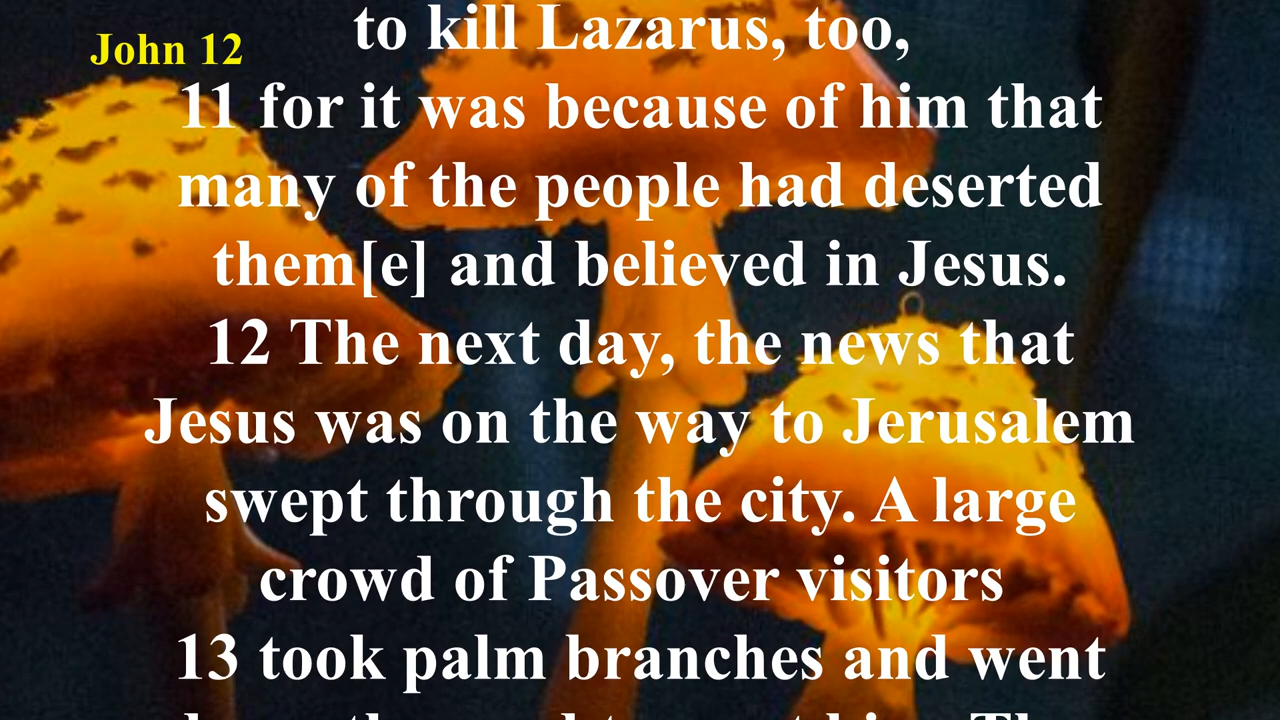 John 12
to kill Lazarus, too,
11 for it was because of him that
many of the people had deserted
them[e] and believed in Jesus.
12 The next day, the news that
Jesus was on the way to Jerusalem
swept through the city. A large
crowd of Passover visitors
13 took palm branches and went